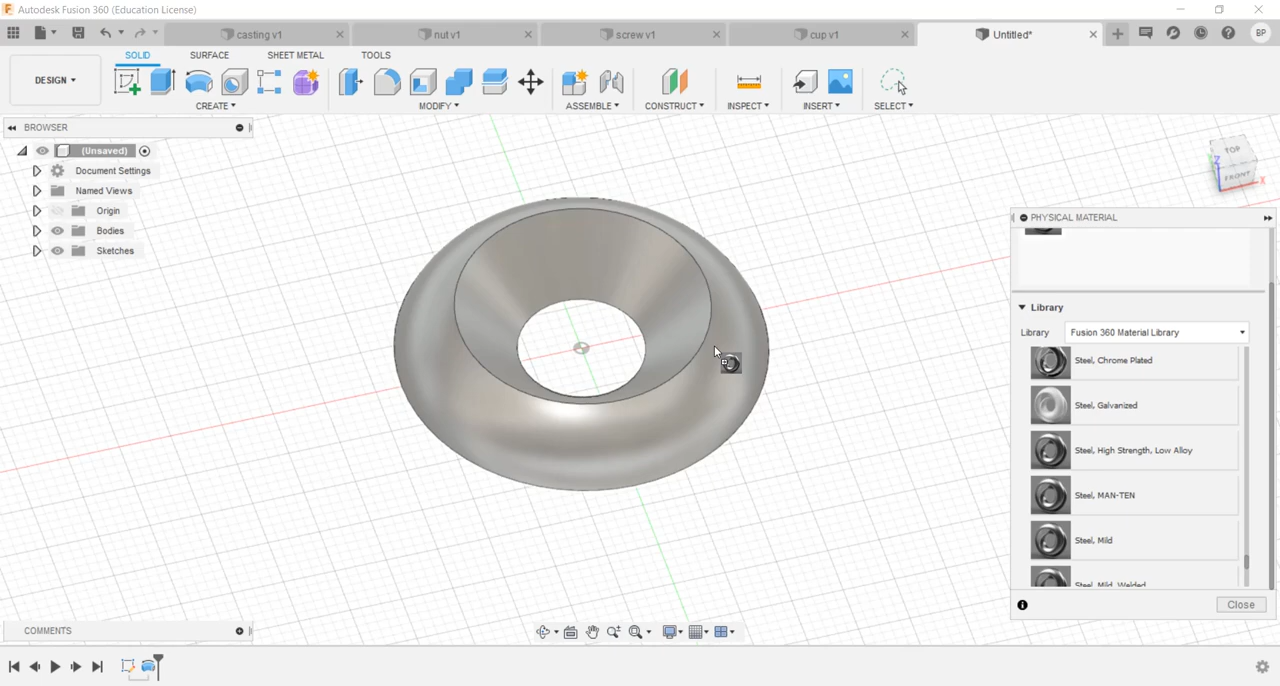 Autodesk Fusion 360 (Education License)
casting v1
nut v1
screw v1
cup v1
Untitled*
BP
SOLID
SURFACE
SHEET METAL
TOOLS
DESIGN
CREATE
MODIFY
ASSEMBLE
CONSTRUCT
INSPECT
INSERT
SELECT
BROWSER
(Unsaved)
Document Settings
Named Views
Origin
Bodies
Sketches
TOP
FRONT
Z
X
PHYSICAL MATERIAL
Library
Library
Fusion 360 Material Library
Steel, Chrome Plated
Steel, Galvanized
Steel, High Strength, Low Alloy
Steel, MAN-TEN
Steel, Mild
Steel, Mild, Welded
Close
COMMENTS